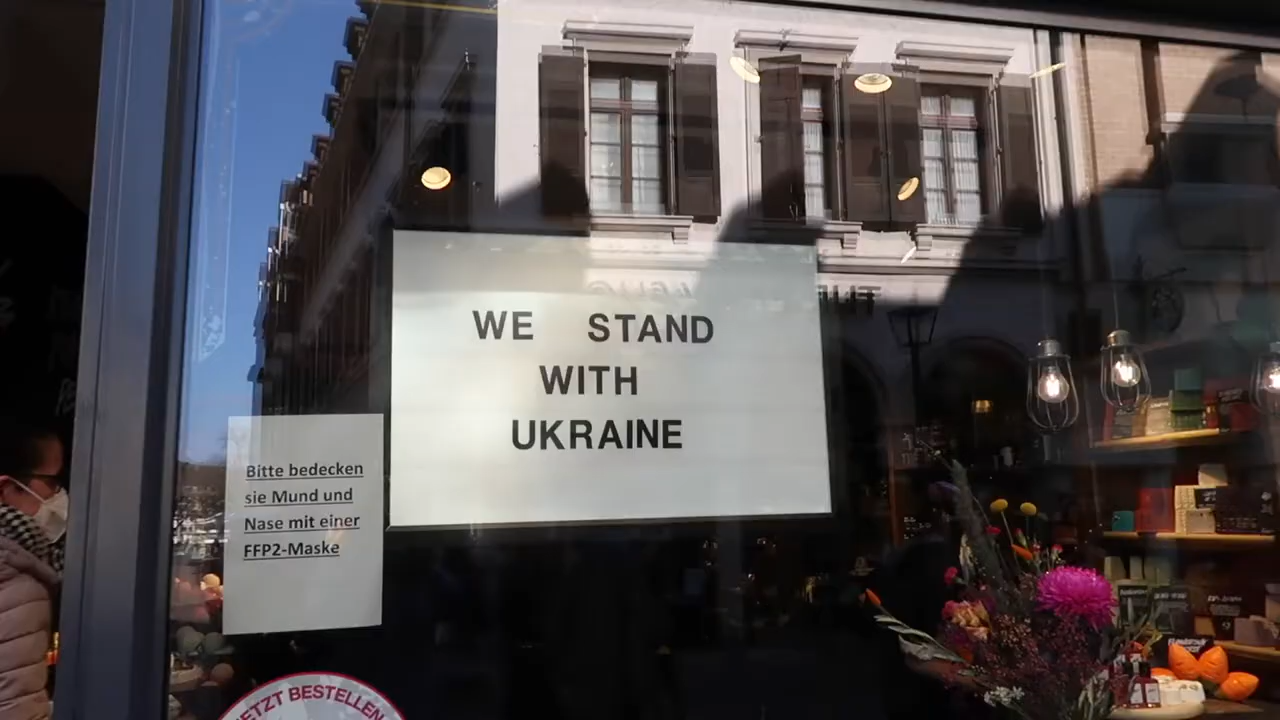 WE STAND
WITH
UKRAINE
Bitte bedecken
sie Mund und
Nase mit einer
FFP2-Maske
JETZT BESTELLEN